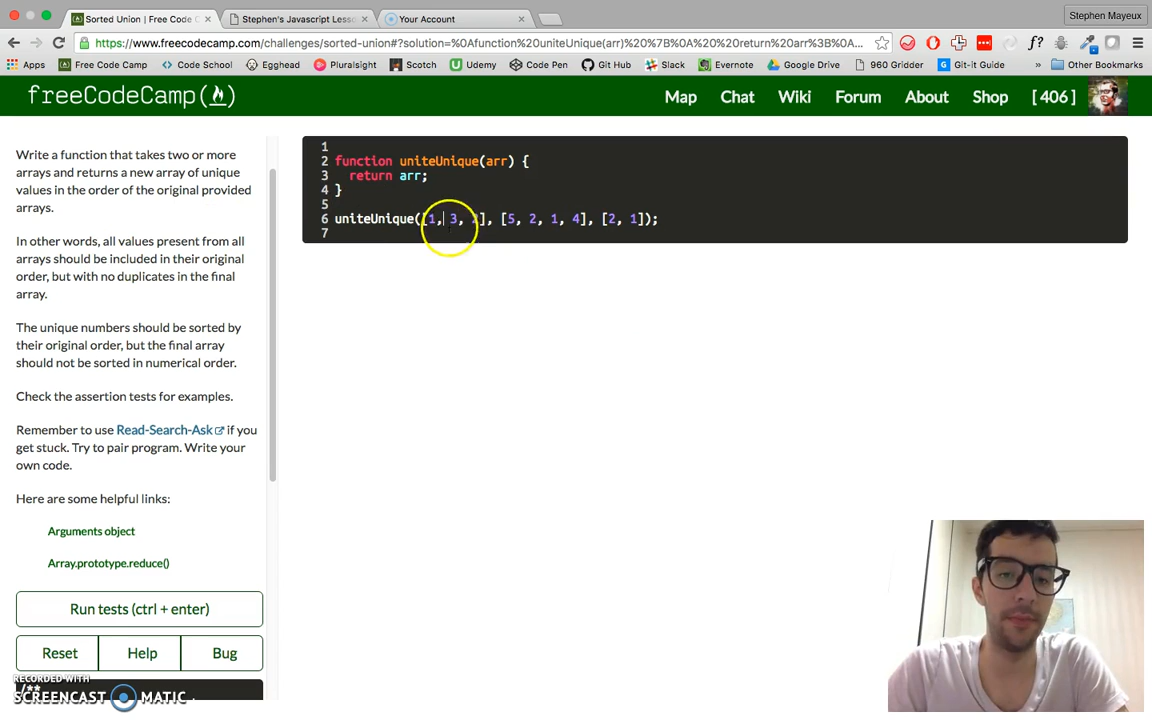 Sorted Union | Free Code C
Stephen's Javascript Lesso
Your Account
Stephen Mayeux
https://www.freecodecamp.com/challenges/sorted-union#?solution=%0Afunction%20uniteUnique(arr)%20%7B%0A%20%20return%20arr%3B%0A...
f?
Apps
Free Code Camp
Code School
Egghead
Pluralsight
Scotch
Udemy
Code Pen
Git Hub
Slack
Evernote
Google Drive
960 Gridder
Git-it Guide
»
Other Bookmarks
freeCodeCamp
Map
Chat
Wiki
Forum
About
Shop
[ 406 ]
Write a function that takes two or more
arrays and returns a new array of unique
values in the order of the original provided
arrays.
In other words, all values present from all
arrays should be included in their original
order, but with no duplicates in the final
array.
The unique numbers should be sorted by
their original order, but the final array
should not be sorted in numerical order.
Check the assertion tests for examples.
Remember to use Read-Search-Ask if you
get stuck. Try to pair program. Write your
own code.
Here are some helpful links:
Arguments object
Array.prototype.reduce()
Run tests (ctrl + enter)
Reset
Help
Bug
/**
RECORDED WITH
SCREENCAST MATIC
1
2 function uniteUnique(arr) {
3 return arr;
4 }
5
6 uniteUnique([1, 3, ], [5, 2, 1, 4], [2, 1]);
7